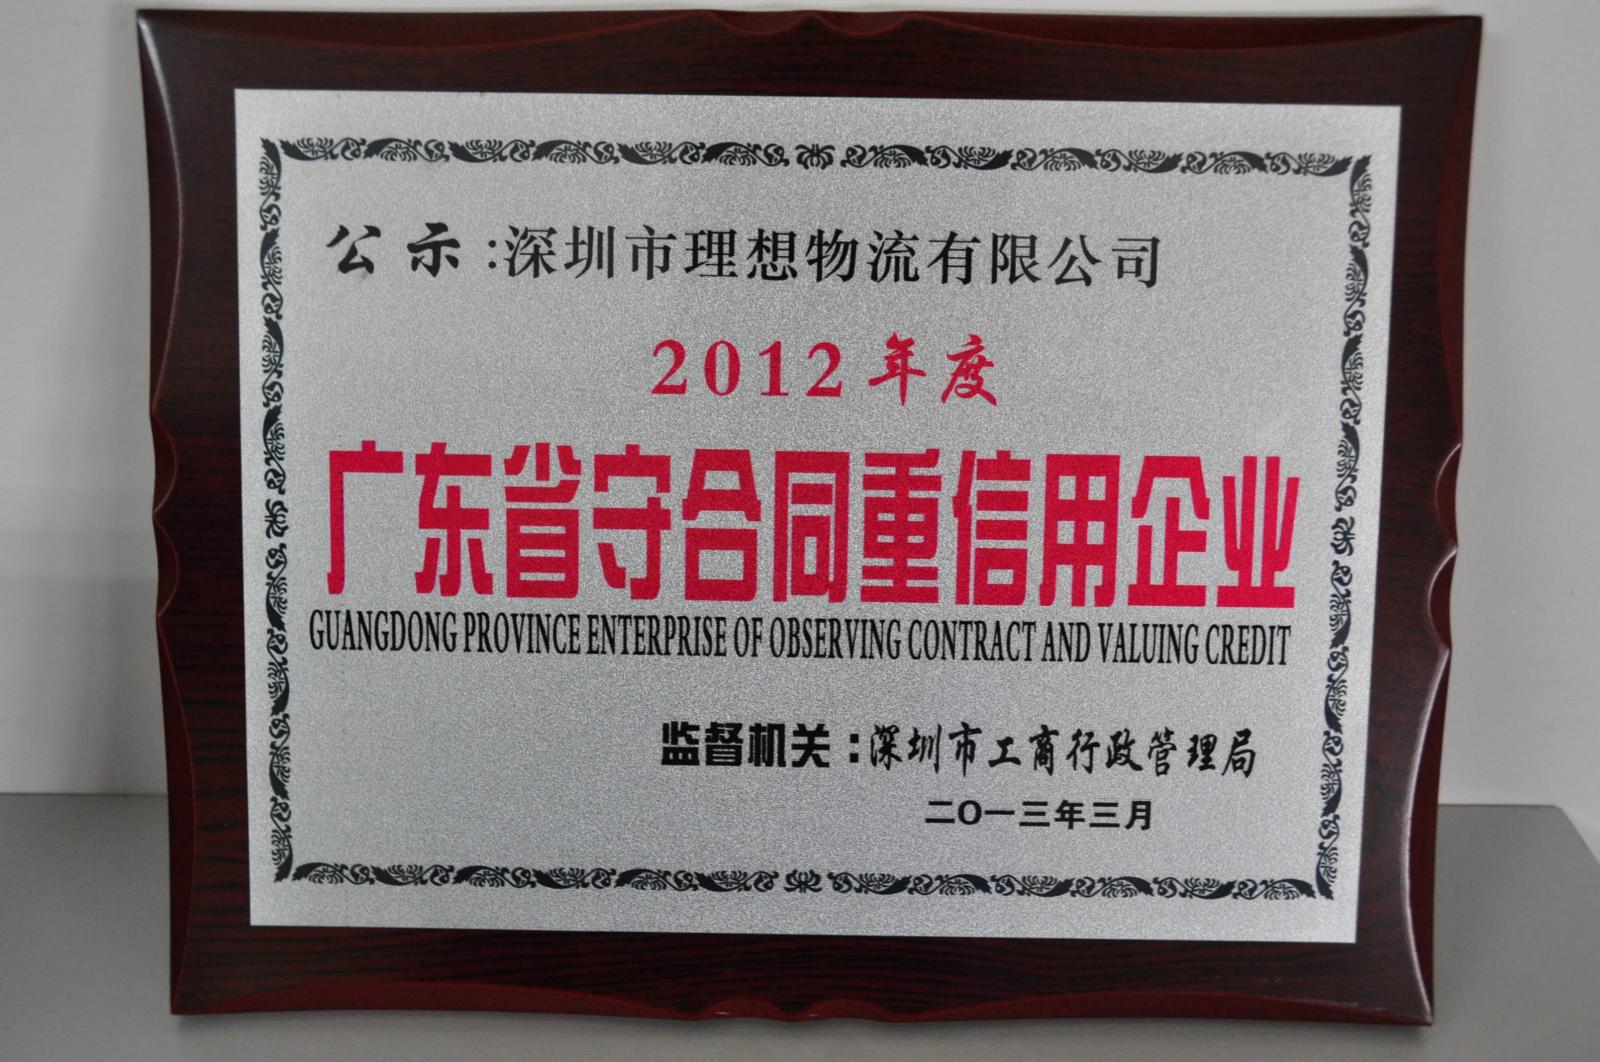 公示:深圳市理想物流有限公司
2012年度
广东省守合同重信用企业
GUANGDONG PROVINCE ENTERPRISE OF OBSERVING CONTRACT AND VALUING CREDIT
监督机关:深圳市工商行政管理局
二〇一三年三月